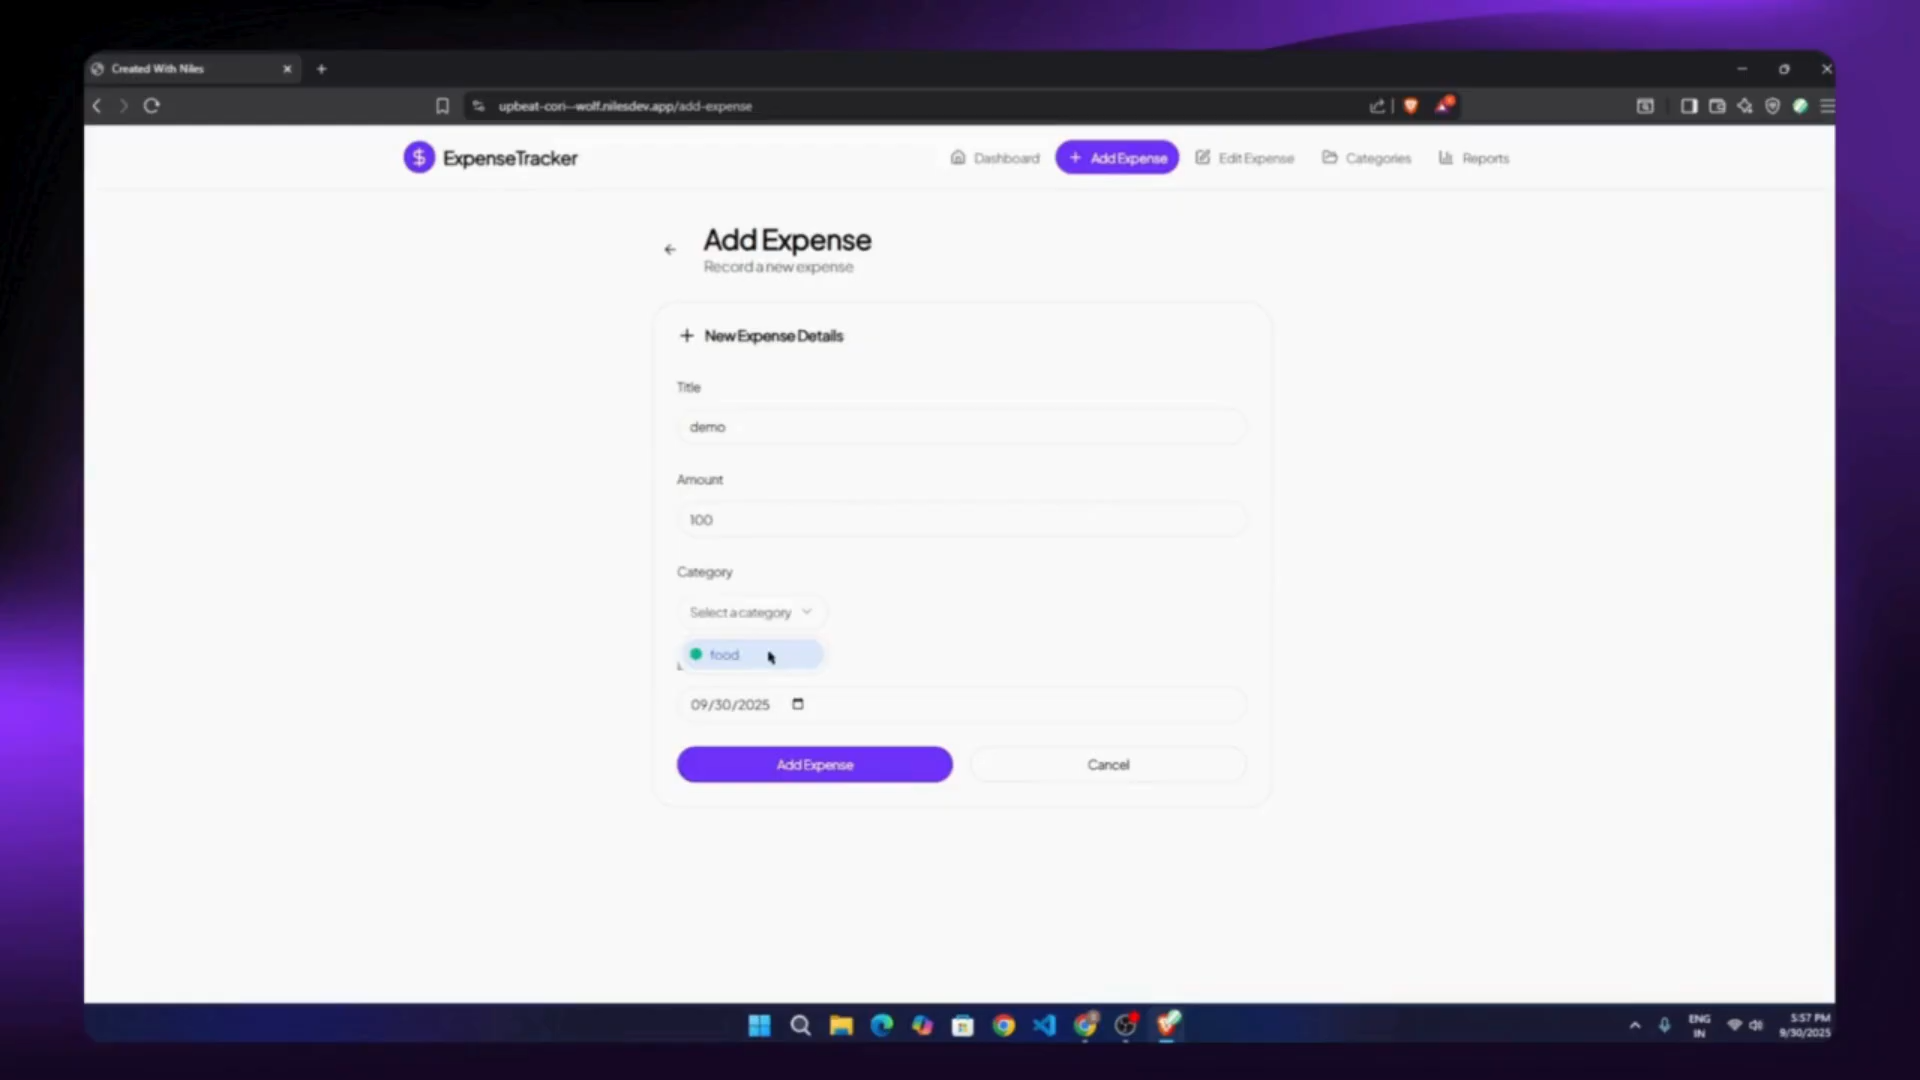 Created With Niles
upbeat-cori--wolf.nilesdev.app/add-expense
$ ExpenseTracker
Dashboard
+ Add Expense
Edit Expense
Categories
Reports
Add Expense
Record a new expense
+ New Expense Details
Title
demo
Amount
100
Category
Select a category
food
09/30/2025
Add Expense
Cancel
ENG
IN
5:57 PM
9/30/2025